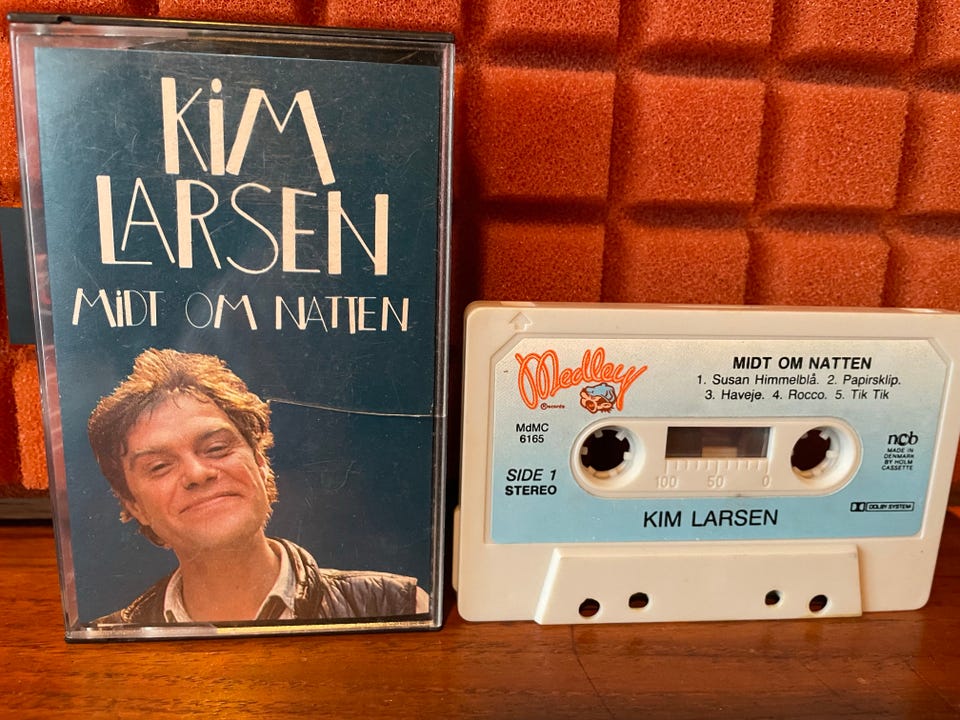 KiM
LARSEN
MiDT OM NATTEN
Medley
Records
MIDT OM NATTEN
1. Susan Himmelblå. 2. Papirsklip.
3. Haveje. 4. Rocco. 5. Tik Tik
MdMC
6165
SIDE 1
STEREO
100 50 0
ncb
MADE IN
DENMARK
BY HOLM
CASSETTE
DOLBY SYSTEM
KIM LARSEN